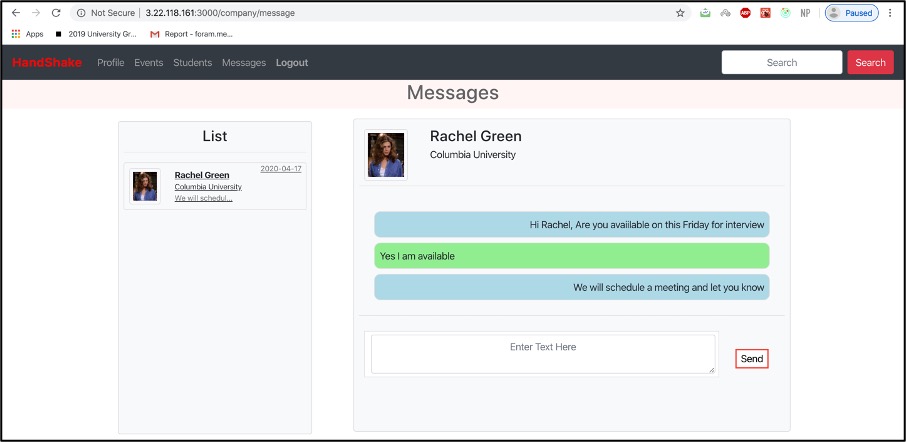 Not Secure | 3.22.118.161:3000/company/message
ABP
NP
Paused
Apps
2019 University Gr...
Report - foram.me...
HandShake
Profile
Events
Students
Messages
Logout
Search
Search
Messages
List
Rachel Green
2020-04-17
Columbia University
We will schedul...
Rachel Green
Columbia University
Hi Rachel, Are you avaiilable on this Friday for interview
Yes I am available
We will schedule a meeting and let you know
Enter Text Here
Send